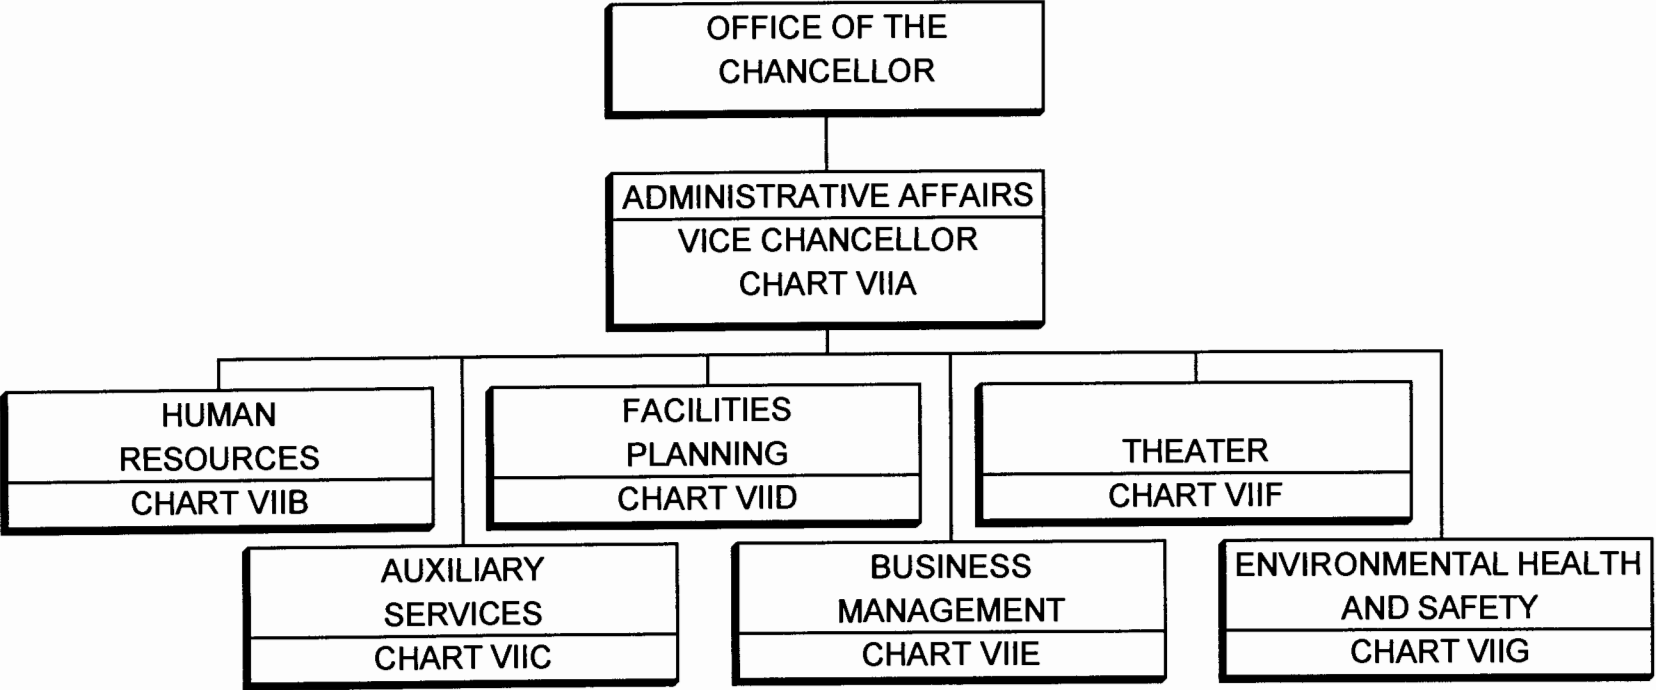 OFFICE OF THE
CHANCELLOR
ADMINISTRATIVE AFFAIRS
VICE CHANCELLOR
CHART VIIA
HUMAN
RESOURCES
CHART VIIB
FACILITIES
PLANNING
CHART VIID
THEATER
CHART VIIF
AUXILIARY
SERVICES
CHART VIIC
BUSINESS
MANAGEMENT
CHART VIIE
ENVIRONMENTAL HEALTH
AND SAFETY
CHART VIIG